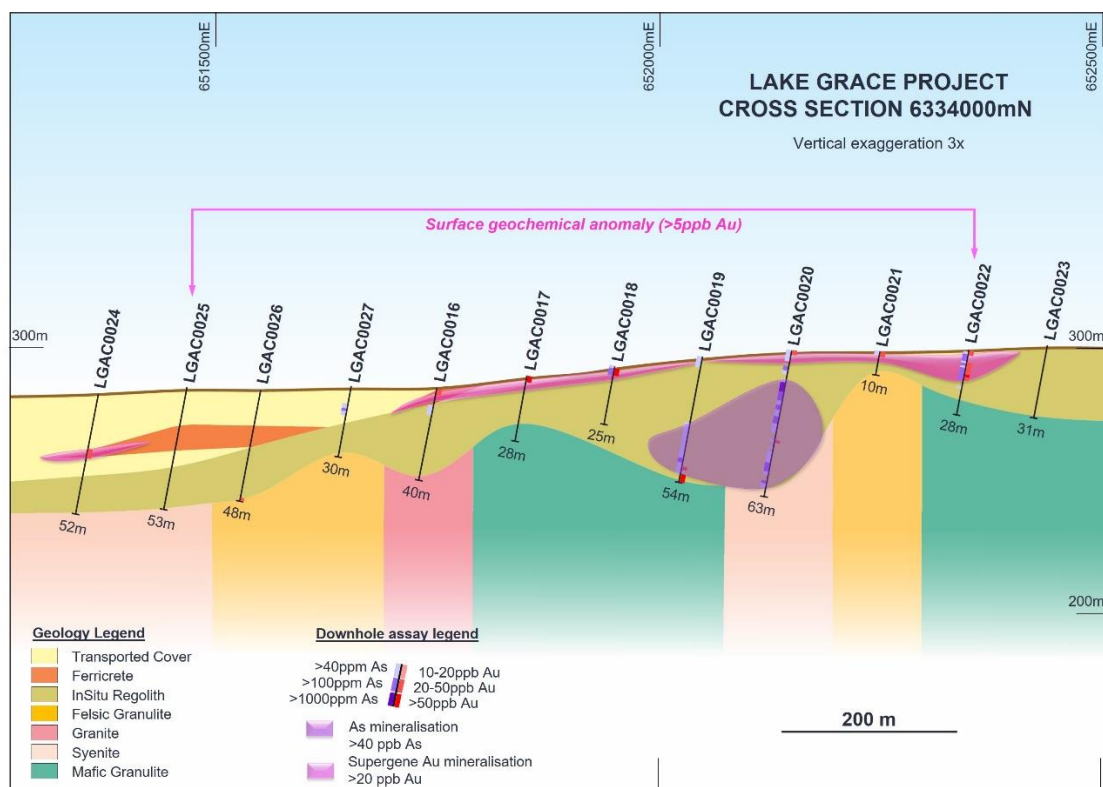 651500mE
652000mE
652500mE
LAKE GRACE PROJECT
CROSS SECTION 6334000mN
Vertical exaggeration 3x
Surface geochemical anomaly (>5ppb Au)
300m
LGAC0024
LGAC0025
LGAC0026
LGAC0027
LGAC0016
LGAC0017
LGAC0018
LGAC0019
LGAC0020
LGAC0021
LGAC0022
LGAC0023
300m
52m
53m
48m
30m
40m
28m
25m
54m
63m
10m
28m
31m
200m
Geology Legend
Transported Cover
Ferricrete
InSitu Regolith
Felsic Granulite
Granite
Syenite
Mafic Granulite
Downhole assay legend
>40ppm As 10-20ppb Au
>100ppm As 20-50ppb Au
>1000ppm As >50ppb Au
As mineralisation
>40 ppb As
Supergene Au mineralisation
>20 ppb Au
200 m